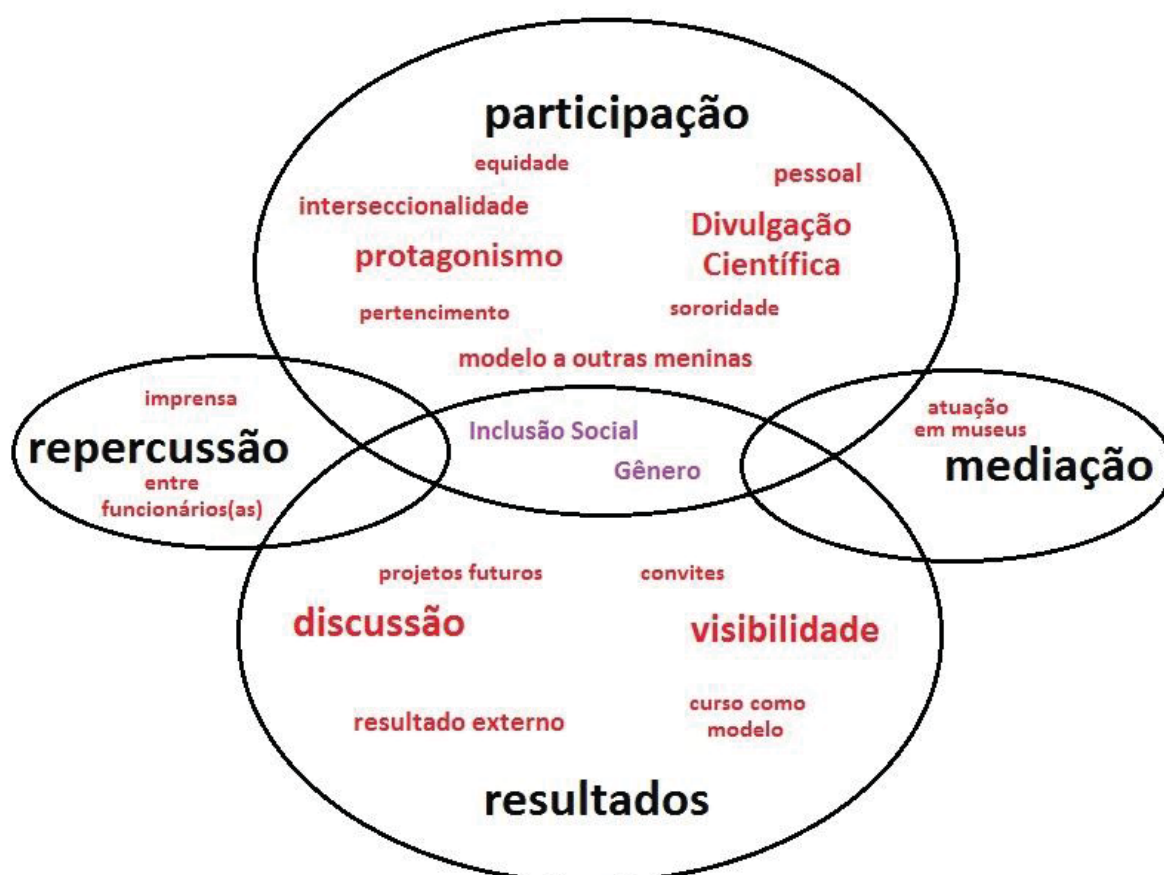 participação
equidade
pessoal
interseccionalidade
Divulgação
Científica
protagonismo
pertencimento
sororidade
modelo a outras meninas
imprensa
repercussão
entre
funcionários(as)
Inclusão Social
Gênero
atuação
em museus
mediação
projetos futuros
convites
discussão
visibilidade
resultado externo
curso como
modelo
resultados